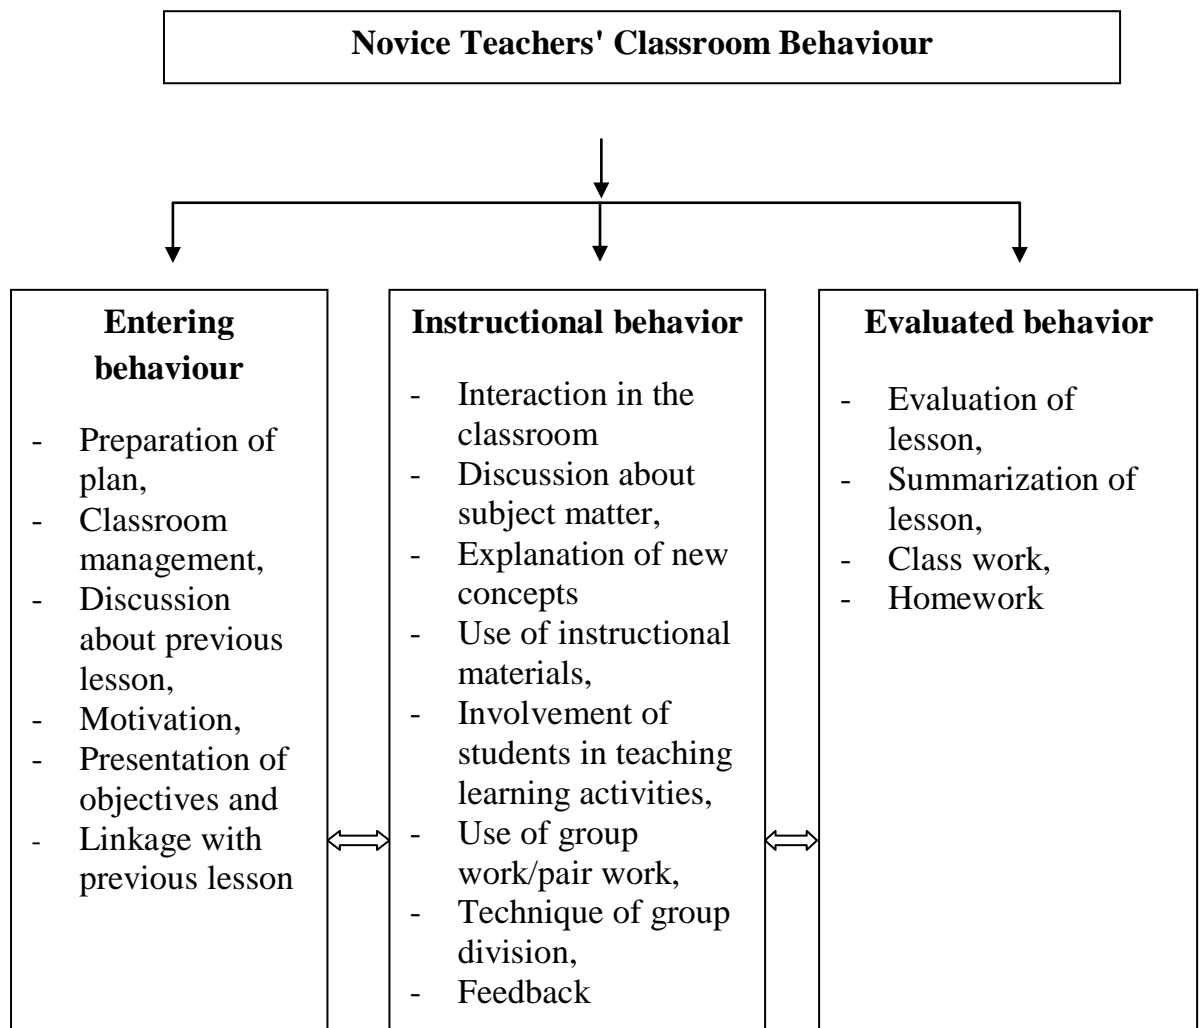 Novice Teachers' Classroom Behaviour
Entering
behaviour
- Preparation of
plan,
- Classroom
management,
- Discussion
about previous
lesson,
- Motivation,
- Presentation of
objectives and
- Linkage with
previous lesson
Instructional behavior
- Interaction in the
classroom
- Discussion about
subject matter,
- Explanation of new
concepts
- Use of instructional
materials,
- Involvement of
students in teaching
learning activities,
- Use of group
work/pair work,
- Technique of group
division,
- Feedback
Evaluated behavior
- Evaluation of
lesson,
- Summarization of
lesson,
- Class work,
- Homework